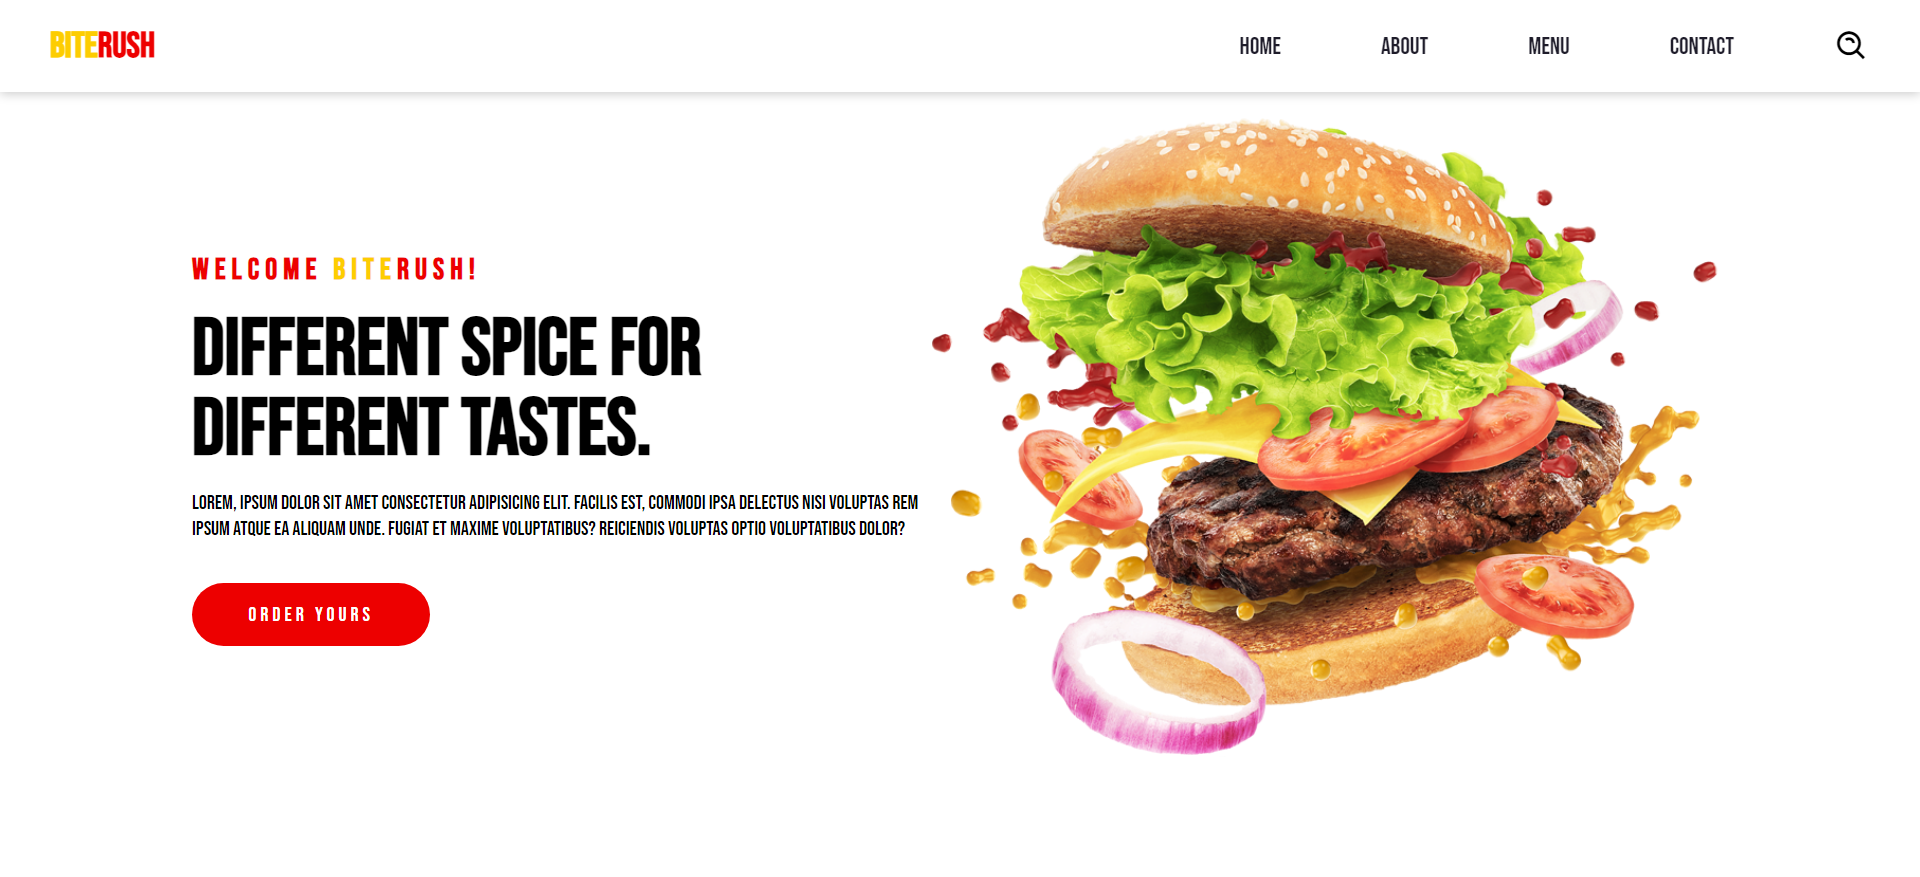 BITERUSH
HOME ABOUT MENU CONTACT
WELCOME BITERUSH!
DIFFERENT SPICE FOR
DIFFERENT TASTES.
LOREM, IPSUM DOLOR SIT AMET CONSECTETUR ADIPISICING ELIT. FACILIS EST, COMMODI IPSA DELECTUS NISI VOLUPTAS REM
IPSUM ATQUE EA ALIQUAM UNDE. FUGIAT ET MAXIME VOLUPTATIBUS? REICIENDIS VOLUPTAS OPTIO VOLUPTATIBUS DOLOR?
ORDER YOURS